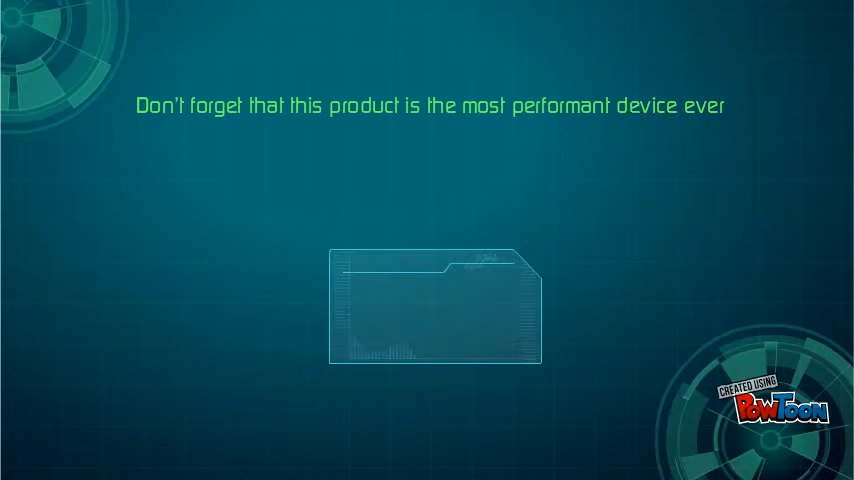 Don't forget that this product is the most performant device ever
CREATED USING
PowToon